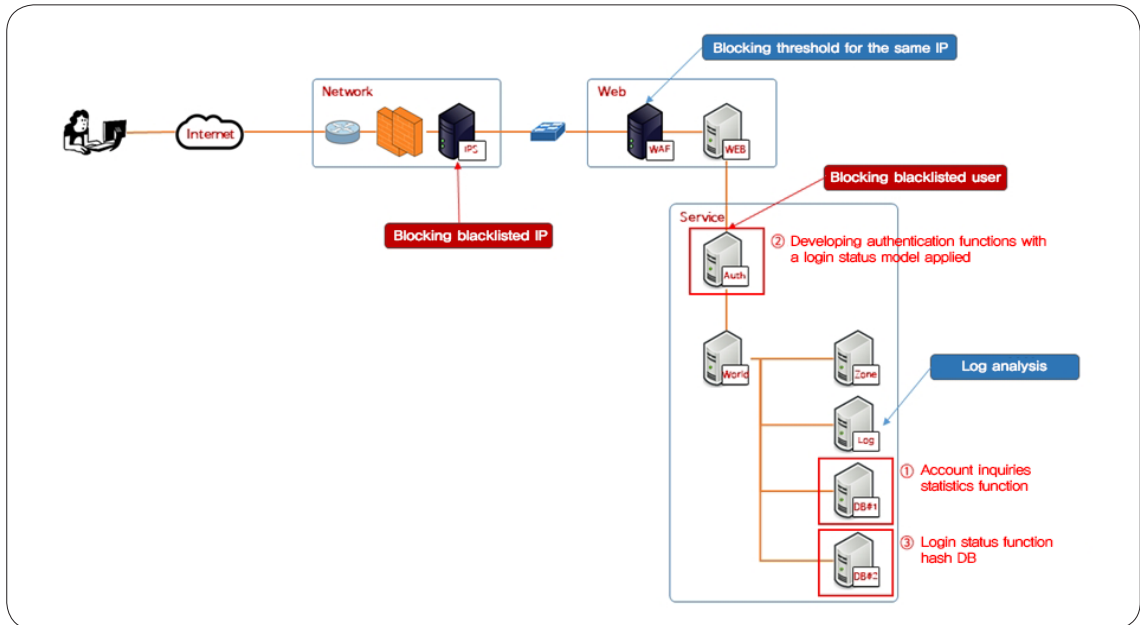 Blocking threshold for the same IP
Network
Web
Internet
IPS
WAF
WEB
Blocking blacklisted user
Service
Blocking blacklisted IP
② Developing authentication functions with
a login status model applied
Auth
World
Zone
Log analysis
Log
① Account inquiries
statistics function
DB#1
③ Login status function
hash DB
DB#2